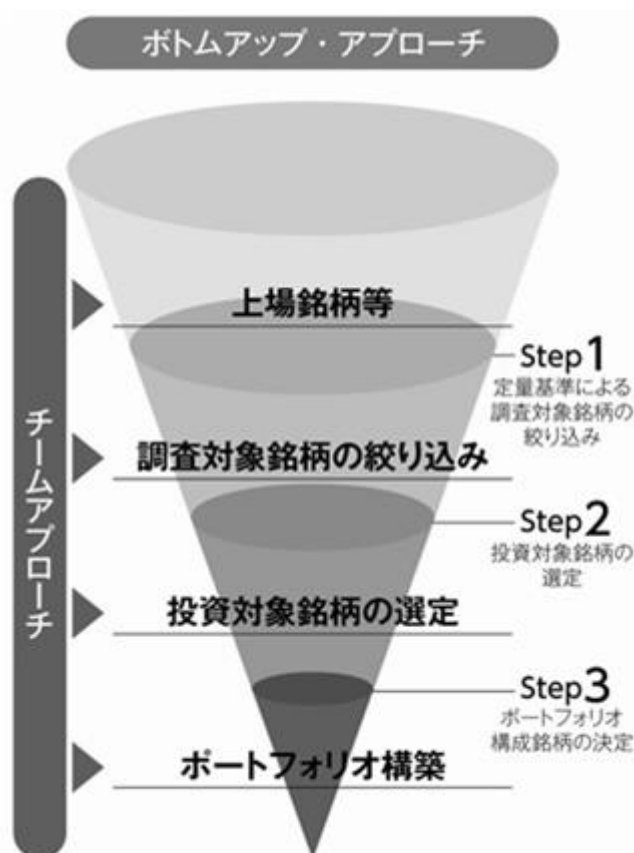 ボトムアップ・アプローチ
チームアプローチ
上場銘柄等
Step1
定量基準による
調査対象銘柄の
絞り込み
調査対象銘柄の絞り込み
Step2
投資対象銘柄の
選定
投資対象銘柄の選定
Step3
ポートフォリオ
構成銘柄の決定
ポートフォリオ構築